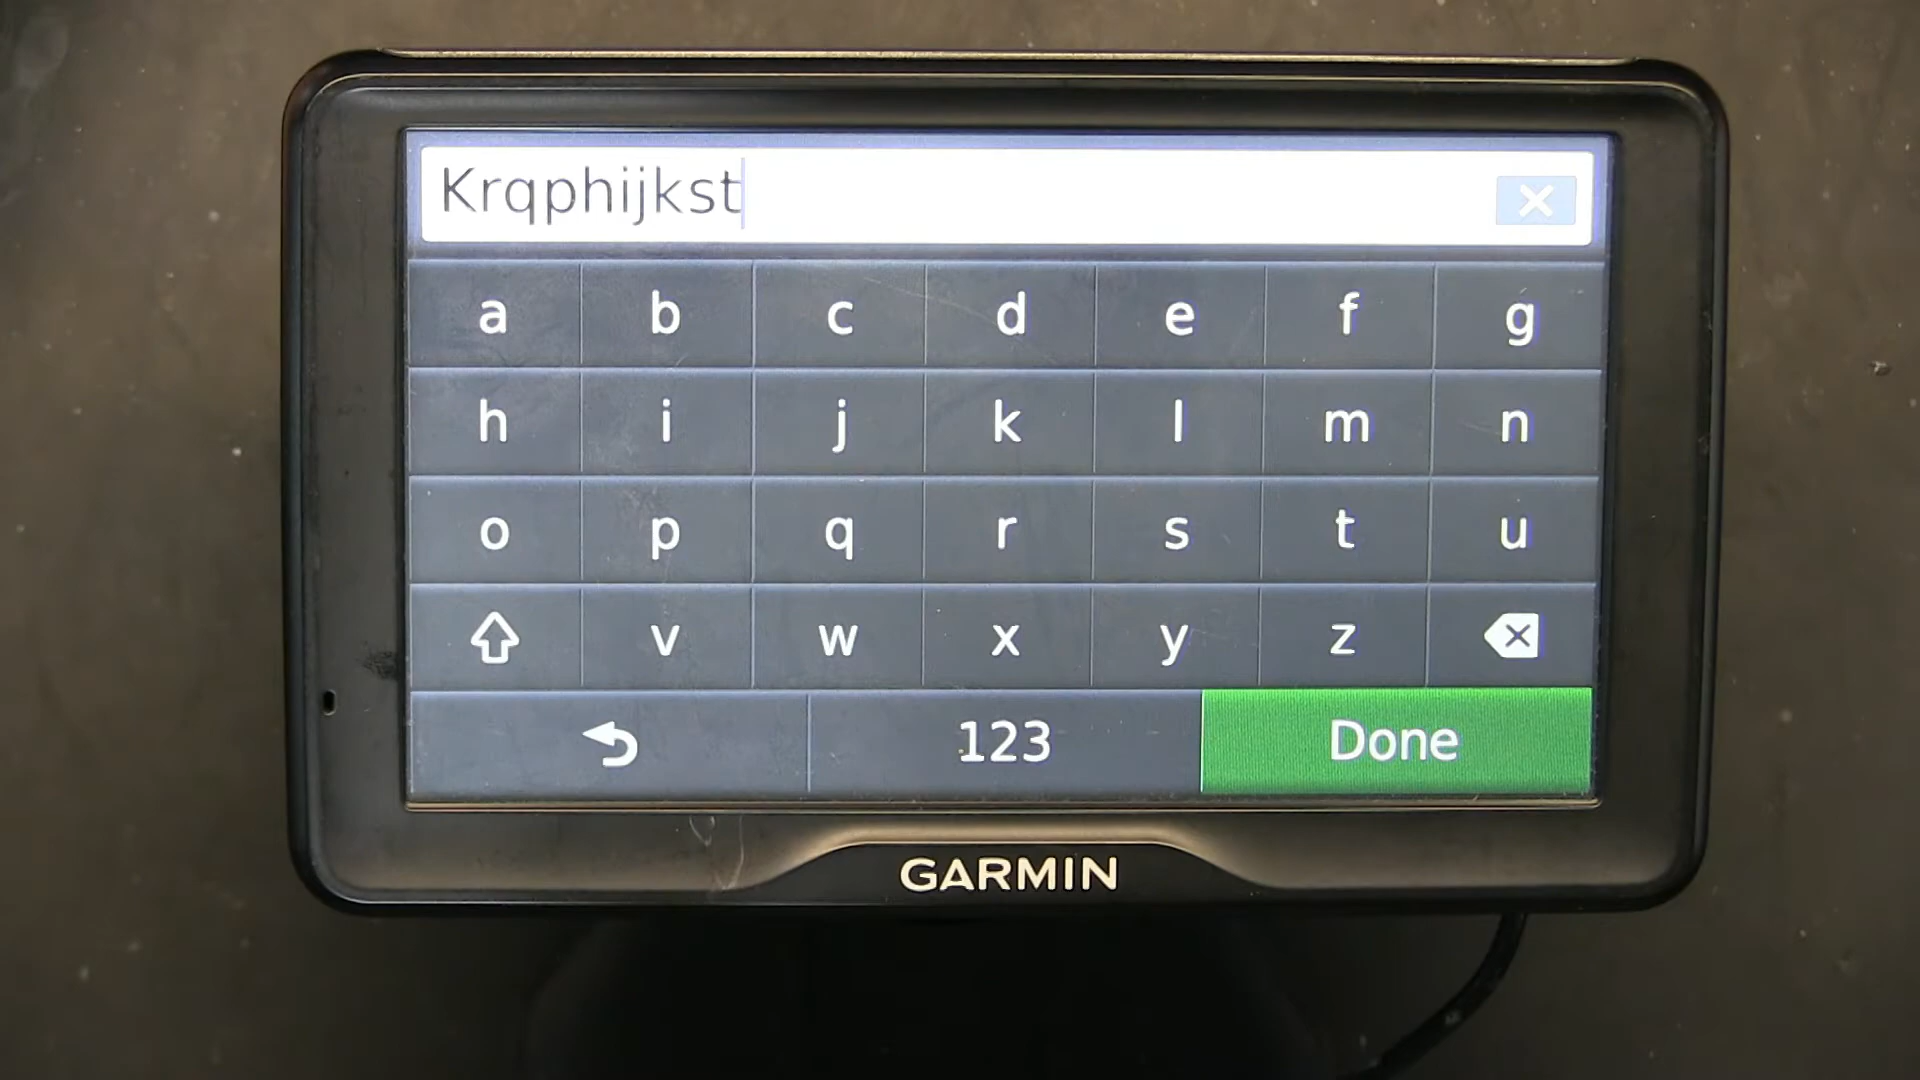 Krqphijkst
a b c d e f g
h i j k l m n
o p q r s t u
v w x y z
123 Done
GARMIN